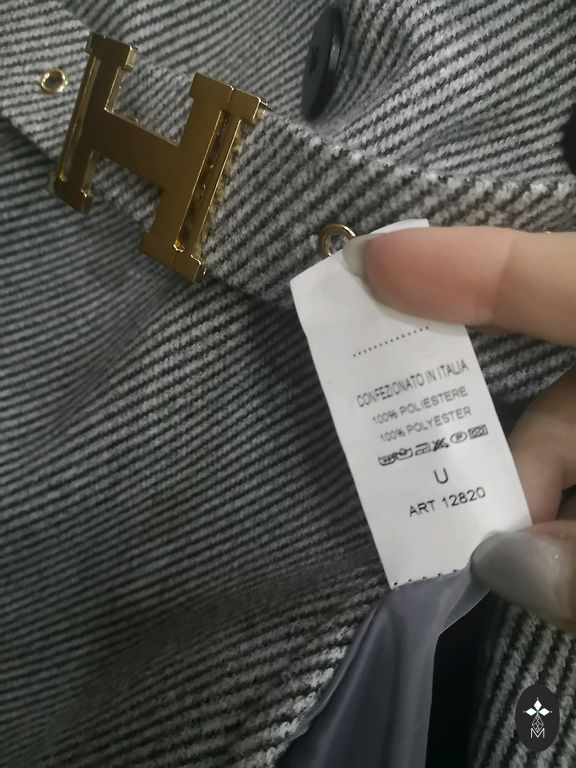 CONFEZIONATO IN ITALIA
100% POLIESTERE
100% POLYESTER
U
ART 12820
M